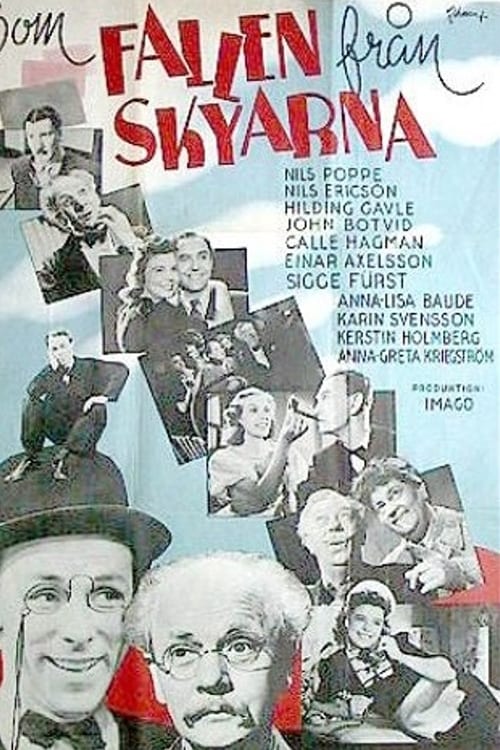 Som
FALLEN från
SKYARNA
NILS POPPE
NILS ERICSON
HILDING GAVLE
JOHN BOTVID
CALLE HAGMAN
EINAR AXELSSON
SIGGE FÜRST
ANNA-LISA BAUDE
KARIN SVENSSON
KERSTIN HOLMBERG
ANNA-GRETA KRIGSTRÖM
PRODUKTION:
IMAGO